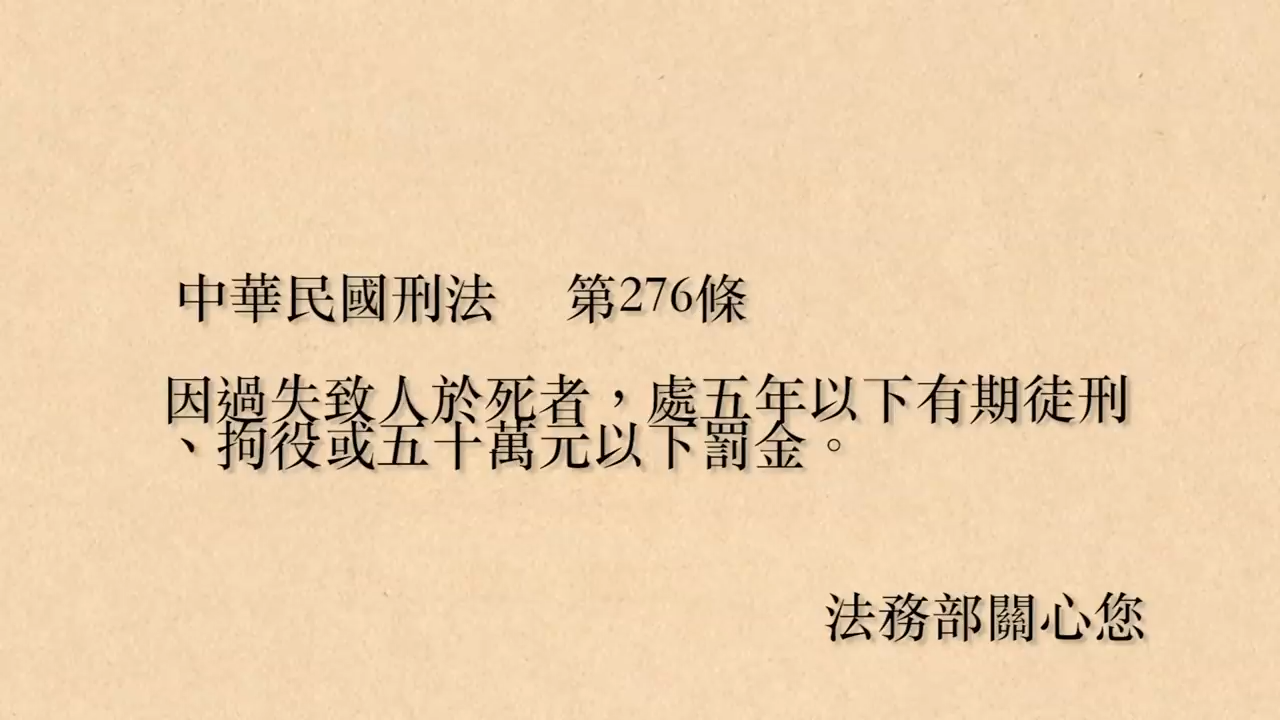 中華民國刑法 第276條
因過失致人於死者，處五年以下有期徒刑
、拘役或五十萬元以下罰金。
法務部關心您